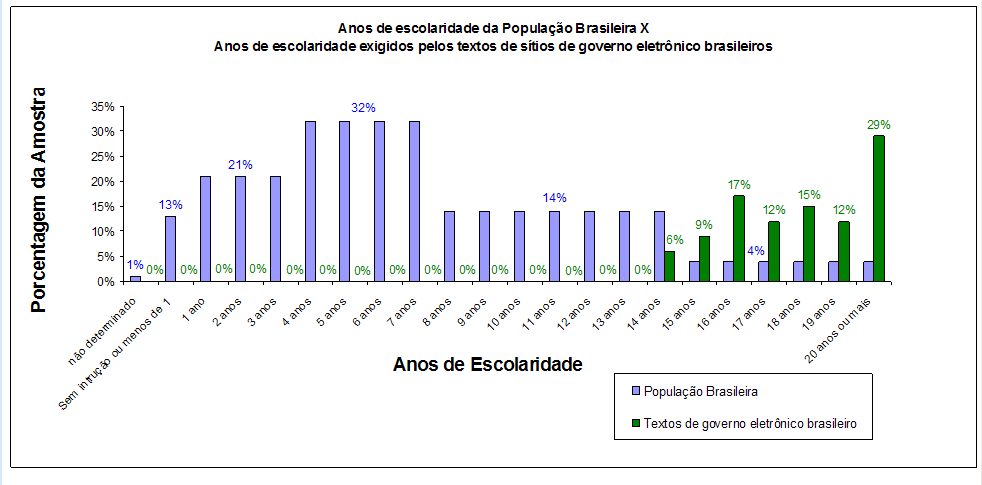 Anos de escolaridade da População Brasileira X
Anos de escolaridade exigidos pelos textos de sítios de governo eletrônico brasileiros
Porcentagem da Amostra
35%
30%
25%
20%
15%
10%
5%
0%
1%
0%
13%
0%
0%
21%
0%
0%
0%
0%
32%
0%
0%
0%
0%
0%
14%
0%
0%
0%
6%
9%
17%
4%
12%
15%
12%
29%
não determinado
Sem intrução ou menos de 1
1 ano
2 anos
3 anos
4 anos
5 anos
6 anos
7 anos
8 anos
9 anos
10 anos
11 anos
12 anos
13 anos
14 anos
15 anos
16 anos
17 anos
18 anos
19 anos
20 anos ou mais
Anos de Escolaridade
População Brasileira
Textos de governo eletrônico brasileiro